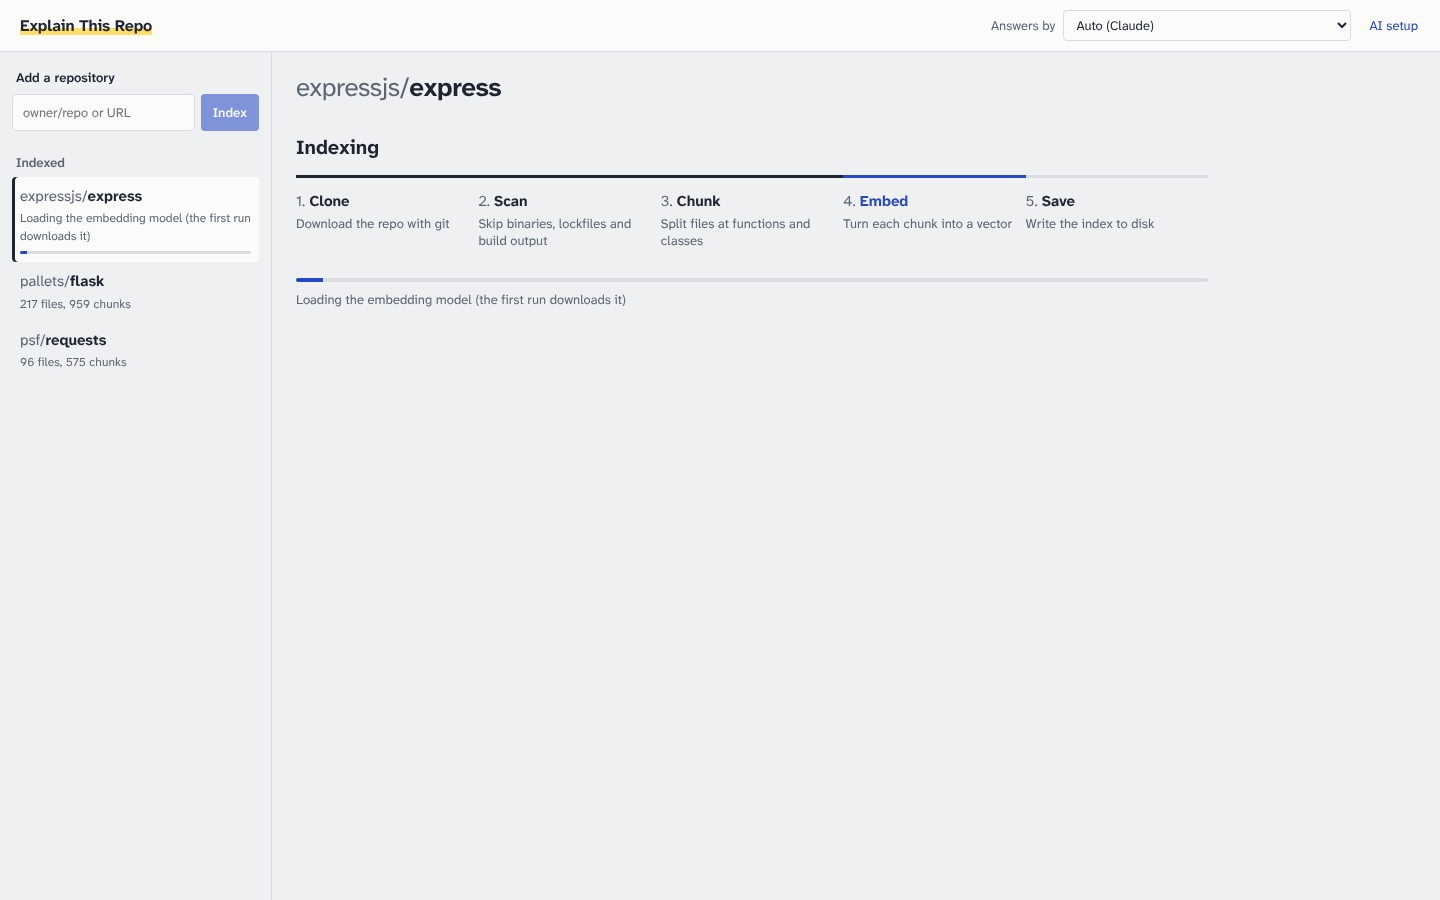 Explain This Repo
Answers by
Auto (Claude)
AI setup
Add a repository
owner/repo or URL
Index
Indexed
expressjs/express
Loading the embedding model (the first run
downloads it)
pallets/flask
217 files, 959 chunks
psf/requests
96 files, 575 chunks
expressjs/express
Indexing
1. Clone
Download the repo with git
2. Scan
Skip binaries, lockfiles and
build output
3. Chunk
Split files at functions and
classes
4. Embed
Turn each chunk into a vector
5. Save
Write the index to disk
Loading the embedding model (the first run downloads it)